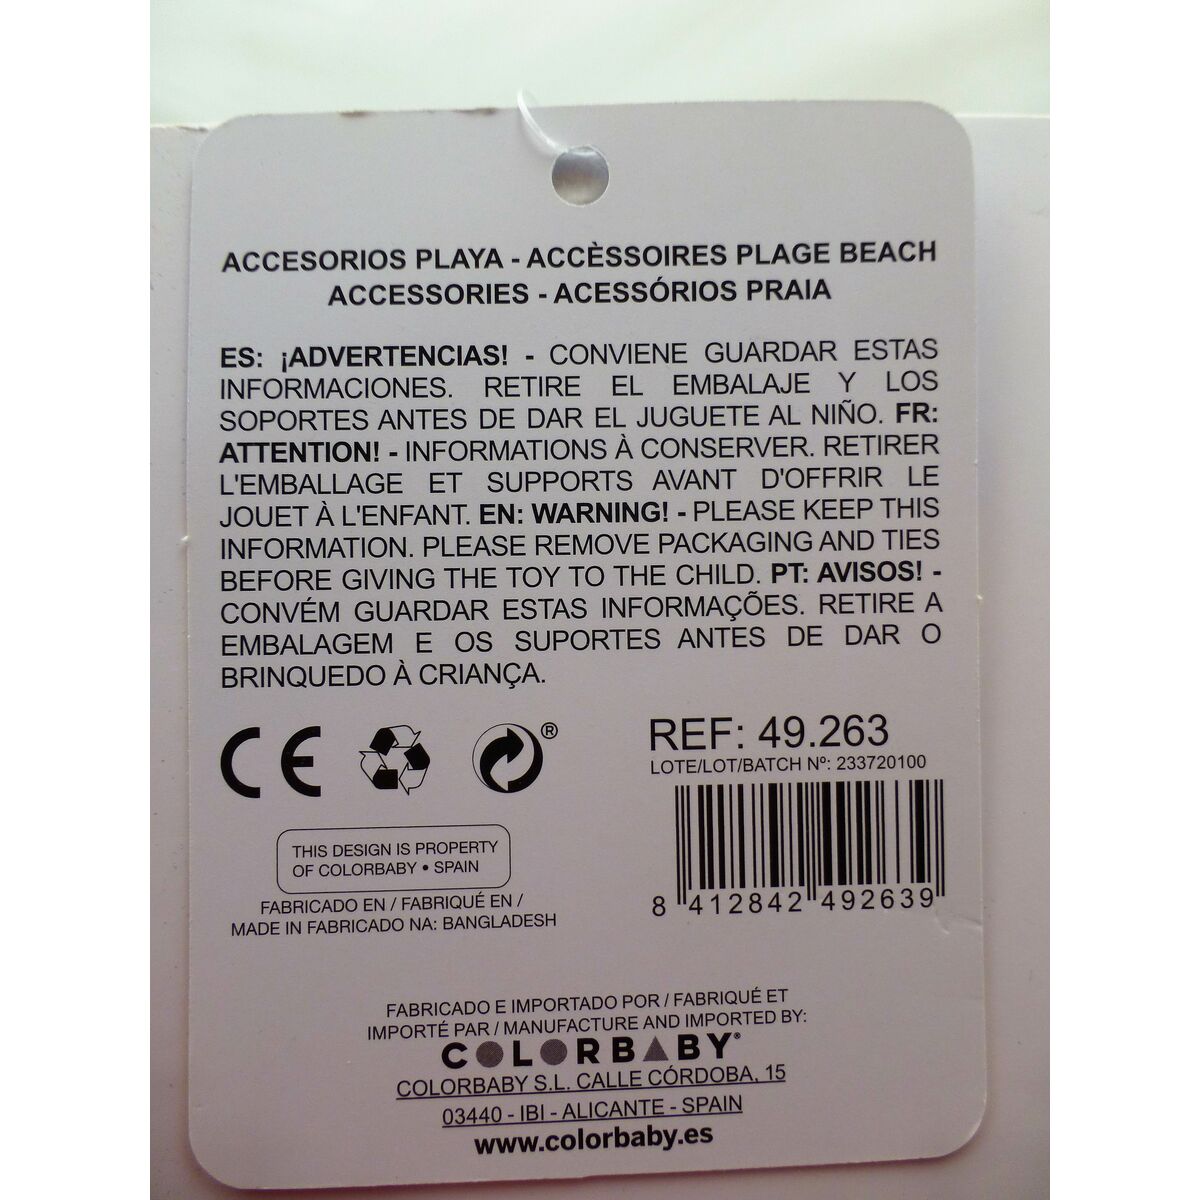 ACCESORIOS PLAYA - ACCÈSSOIRES PLAGE BEACH
ACCESSORIES - ACESSÓRIOS PRAIA
ES: ¡ADVERTENCIAS! - CONVIENE GUARDAR ESTAS
INFORMACIONES. RETIRE EL EMBALAJE Y LOS
SOPORTES ANTES DE DAR EL JUGUETE AL NIÑO. FR:
ATTENTION! - INFORMATIONS À CONSERVER. RETIRER
L'EMBALLAGE ET SUPPORTS AVANT D'OFFRIR LE
JOUET À L'ENFANT. EN: WARNING! - PLEASE KEEP THIS
INFORMATION. PLEASE REMOVE PACKAGING AND TIES
BEFORE GIVING THE TOY TO THE CHILD. PT: AVISOS! -
CONVÉM GUARDAR ESTAS INFORMAÇÕES. RETIRE A
EMBALAGEM E OS SUPORTES ANTES DE DAR O
BRINQUEDO À CRIANÇA.
CE
®
REF: 49.263
LOTE/LOT/BATCH Nº: 233720100
8 412842 492639
THIS DESIGN IS PROPERTY
OF COLORBABY • SPAIN
FABRICADO EN / FABRIQUÉ EN /
MADE IN FABRICADO NA: BANGLADESH
FABRICADO E IMPORTADO POR / FABRIQUÉ ET
IMPORTÉ PAR / MANUFACTURE AND IMPORTED BY:
COLORBABY®
COLORBABY S.L. CALLE CÓRDOBA, 15
03440 - IBI - ALICANTE - SPAIN
www.colorbaby.es